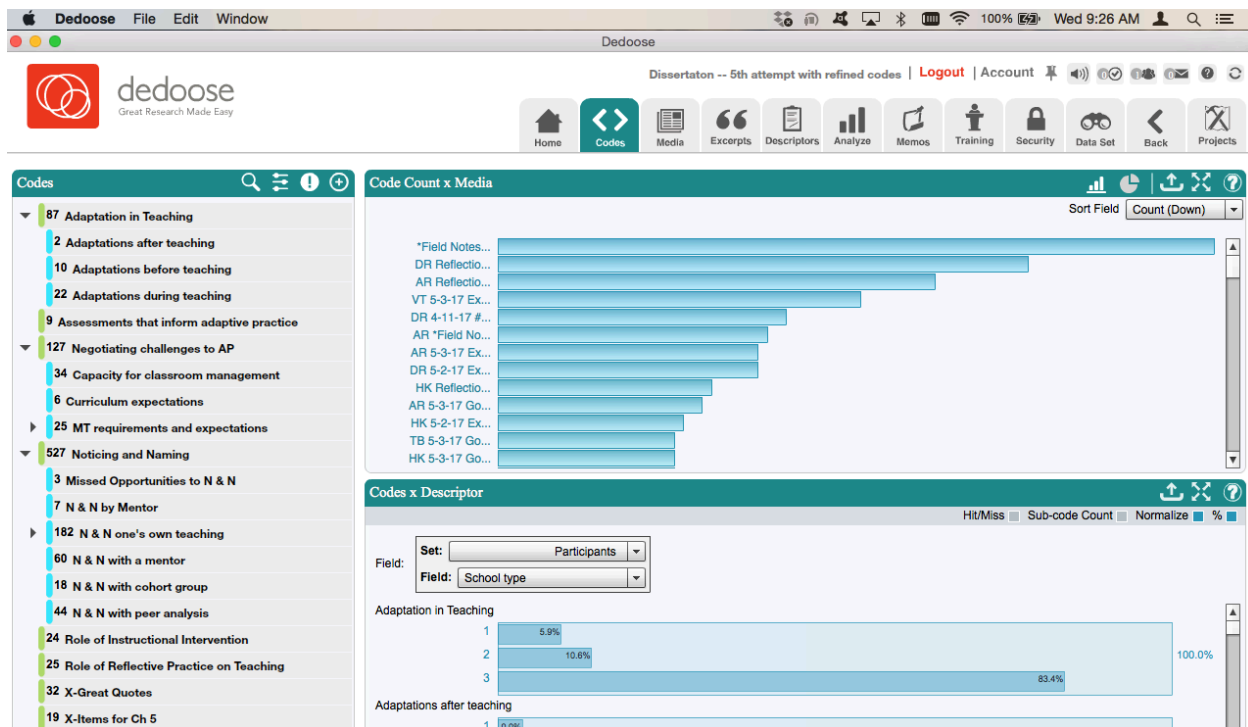 Dedoose File Edit Window 100% Wed 9:26 AM
Dedoose
dedoose
Great Research Made Easy
Dissertaton -- 5th attempt with refined codes | Logout | Account
Home Codes Media Excerpts Descriptors Analyze Memos Training Security Data Set Back Projects
Codes
87 Adaptation in Teaching
2 Adaptations after teaching
10 Adaptations before teaching
22 Adaptations during teaching
9 Assessments that inform adaptive practice
127 Negotiating challenges to AP
34 Capacity for classroom management
6 Curriculum expectations
25 MT requirements and expectations
527 Noticing and Naming
3 Missed Opportunities to N & N
7 N & N by Mentor
182 N & N one's own teaching
60 N & N with a mentor
18 N & N with cohort group
44 N & N with peer analysis
24 Role of Instructional Intervention
25 Role of Reflective Practice on Teaching
32 X-Great Quotes
19 X-Items for Ch 5
Code Count x Media
Sort Field Count (Down)
*Field Notes...
DR Reflectio...
AR Reflectio...
VT 5-3-17 Ex...
DR 4-11-17 #...
AR *Field No...
AR 5-3-17 Ex...
DR 5-2-17 Ex...
HK Reflectio...
AR 5-3-17 Go...
HK 5-2-17 Ex...
TB 5-3-17 Go...
HK 5-3-17 Go...
Codes x Descriptor
Hit/Miss Sub-code Count Normalize %
Field:
Set: Participants
Field: School type
Adaptation in Teaching
1 5.9%
2 10.6% 100.0%
3 83.4%
Adaptations after teaching
1 0.0%